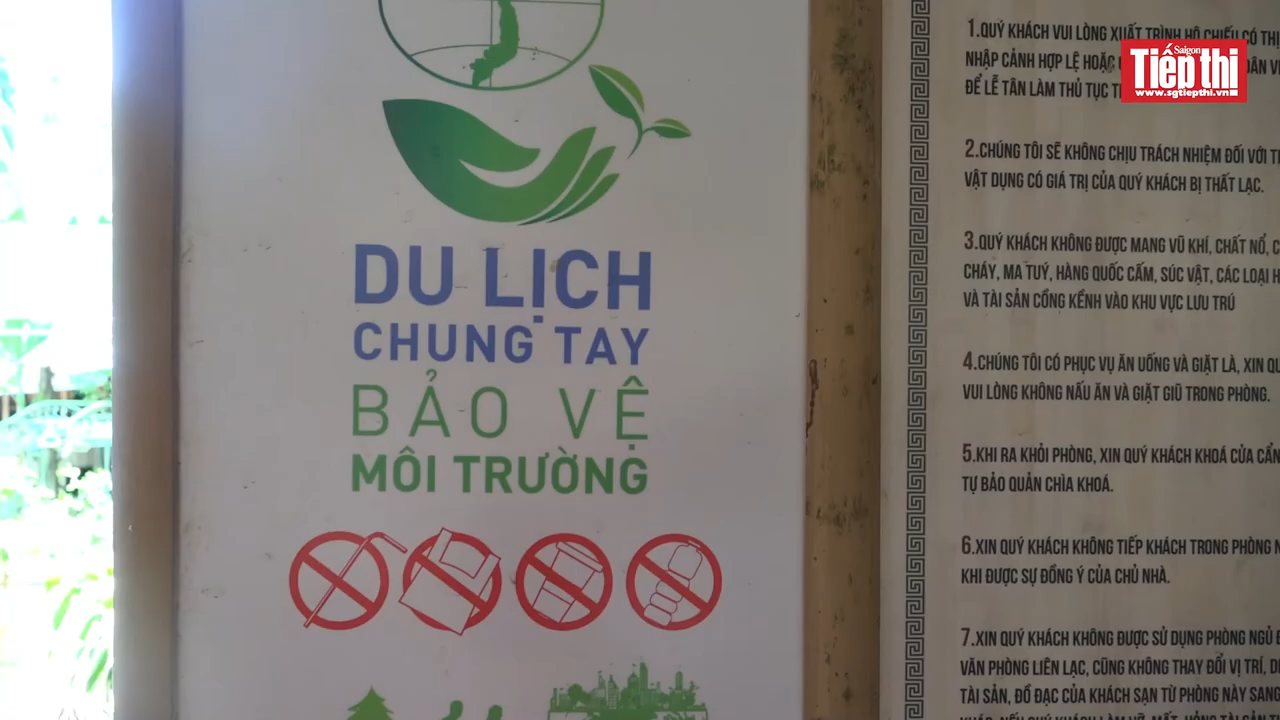 DU LỊCH
CHUNG TAY
BẢO VỆ
MÔI TRƯỜNG
Saigon
Tiếp thị
www.sgtiepthi.vn
1.QUÝ KHÁCH VUI LÒNG XUẤT TRÌNH HỘ CHIẾU CÓ
NHẬP CẢNH HỢP LỆ HOẶC
ĐỂ LỄ TÂN LÀM THỦ TỤC
2.CHÚNG TÔI SẼ KHÔNG CHỊU TRÁCH NHIỆM ĐỐI VỚI
VẬT DỤNG CÓ GIÁ TRỊ CỦA QUÝ KHÁCH BỊ THẤT LẠC.
3.QUÝ KHÁCH KHÔNG ĐƯỢC MANG VŨ KHÍ, CHẤT NỔ,
CHÁY, MA TUÝ, HÀNG QUỐC CẤM, SÚC VẬT, CÁC LOẠI
VÀ TÀI SẢN CỒNG KỀNH VÀO KHU VỰC LƯU TRÚ
4.CHÚNG TÔI CÓ PHỤC VỤ ĂN UỐNG VÀ GIẶT LÀ, XIN
VUI LÒNG KHÔNG NẤU ĂN VÀ GIẶT GIŨ TRONG PHÒNG.
5.KHI RA KHỎI PHÒNG, XIN QUÝ KHÁCH KHOÁ CỬA
TỰ BẢO QUẢN CHÌA KHOÁ.
6.XIN QUÝ KHÁCH KHÔNG TIẾP KHÁCH TRONG PHÒNG
KHI ĐƯỢC SỰ ĐỒNG Ý CỦA CHỦ NHÀ.
7.XIN QUÝ KHÁCH KHÔNG ĐƯỢC SỬ DỤNG PHÒNG NGỦ
VĂN PHÒNG LIÊN LẠC, CŨNG KHÔNG THAY ĐỔI VỊ TRÍ,
TÀI SẢN, ĐỒ ĐẠC CỦA KHÁCH SẠN TỪ PHÒNG NÀY SANG